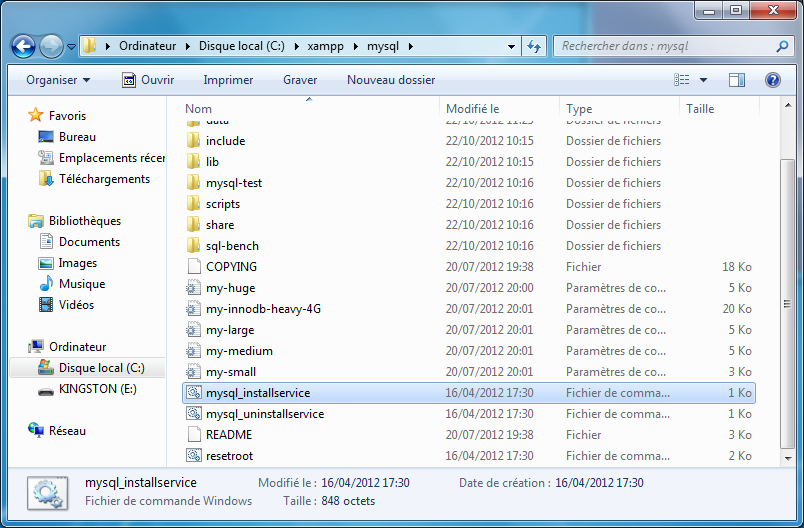 Ordinateur Disque local (C:) xampp mysql Rechercher dans : mysql
Organiser Ouvrir Imprimer Graver Nouveau dossier
Favoris
Bureau
Emplacements récer
Téléchargements
Bibliothèques
Documents
Images
Musique
Vidéos
Ordinateur
Disque local (C:)
KINGSTON (E:)
Réseau
Nom Modifié le Type Taille
data 22/10/2012 11:25 Dossier de fichiers
include 22/10/2012 10:15 Dossier de fichiers
lib 22/10/2012 10:15 Dossier de fichiers
mysql-test 22/10/2012 10:16 Dossier de fichiers
scripts 22/10/2012 10:16 Dossier de fichiers
share 22/10/2012 10:16 Dossier de fichiers
sql-bench 22/10/2012 10:16 Dossier de fichiers
COPYING 20/07/2012 19:38 Fichier 18 Ko
my-huge 20/07/2012 20:00 Paramètres de co... 5 Ko
my-innodb-heavy-4G 20/07/2012 20:01 Paramètres de co... 20 Ko
my-large 20/07/2012 20:01 Paramètres de co... 5 Ko
my-medium 20/07/2012 20:01 Paramètres de co... 5 Ko
my-small 20/07/2012 20:01 Paramètres de co... 3 Ko
mysql_installservice 16/04/2012 17:30 Fichier de comma... 1 Ko
mysql_uninstallservice 16/04/2012 17:30 Fichier de comma... 1 Ko
README 20/07/2012 19:38 Fichier 3 Ko
resetroot 16/04/2012 17:30 Fichier de comma... 2 Ko
mysql_installservice Modifié le : 16/04/2012 17:30 Date de création : 16/04/2012 17:30
Fichier de commande Windows Taille : 848 octets